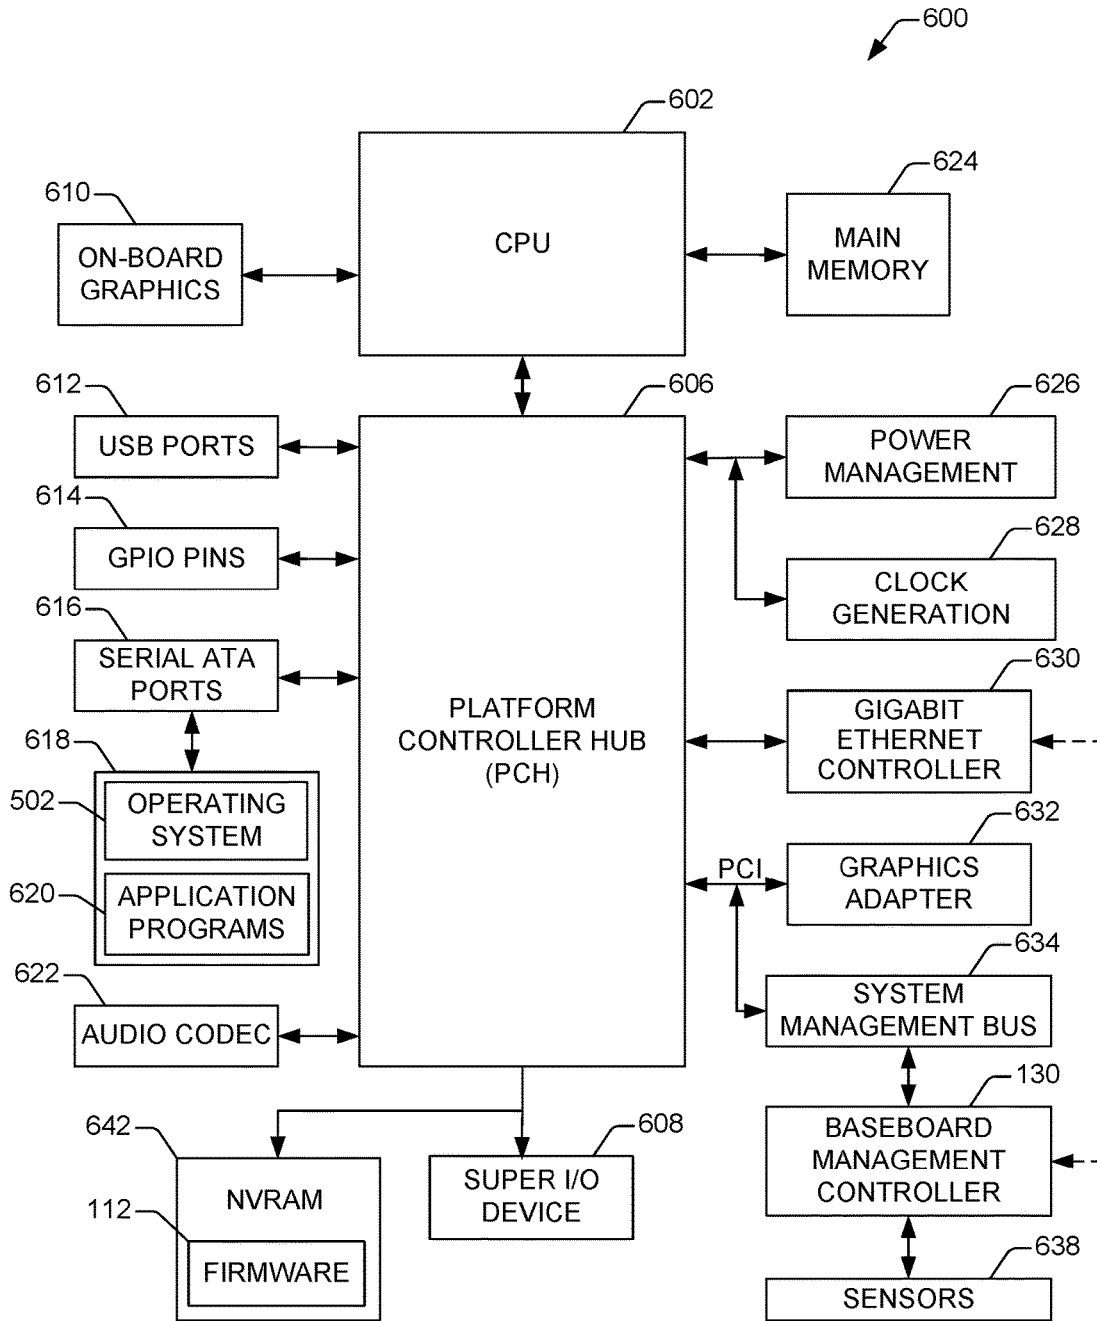 600
602
CPU
624
MAIN
MEMORY
610
ON-BOARD
GRAPHICS
612
USB PORTS
614
GPIO PINS
616
SERIAL ATA
PORTS
618
502
OPERATING
SYSTEM
620
APPLICATION
PROGRAMS
622
AUDIO CODEC
606
PLATFORM
CONTROLLER HUB
(PCH)
626
POWER
MANAGEMENT
628
CLOCK
GENERATION
630
GIGABIT
ETHERNET
CONTROLLER
632
PCI
GRAPHICS
ADAPTER
634
SYSTEM
MANAGEMENT BUS
130
BASEBOARD
MANAGEMENT
CONTROLLER
638
SENSORS
642
NVRAM
112
FIRMWARE
608
SUPER I/O
DEVICE